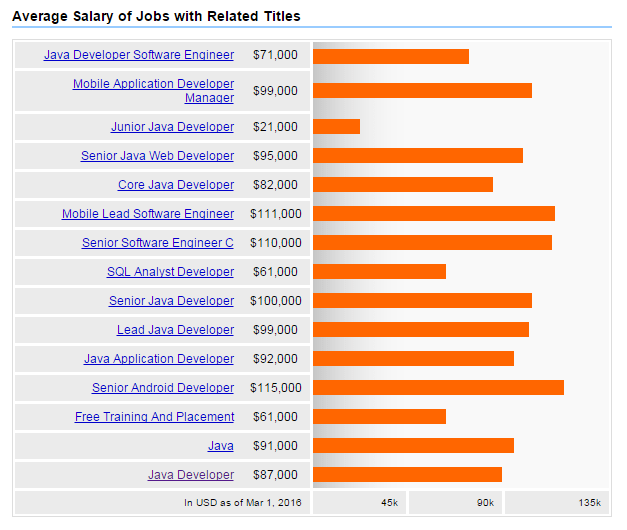 Average Salary of Jobs with Related Titles
Java Developer Software Engineer $71,000
Mobile Application Developer
Manager $99,000
Junior Java Developer $21,000
Senior Java Web Developer $95,000
Core Java Developer $82,000
Mobile Lead Software Engineer $111,000
Senior Software Engineer C $110,000
SQL Analyst Developer $61,000
Senior Java Developer $100,000
Lead Java Developer $99,000
Java Application Developer $92,000
Senior Android Developer $115,000
Free Training And Placement $61,000
Java $91,000
Java Developer $87,000
In USD as of Mar 1, 2016 45k 90k 135k